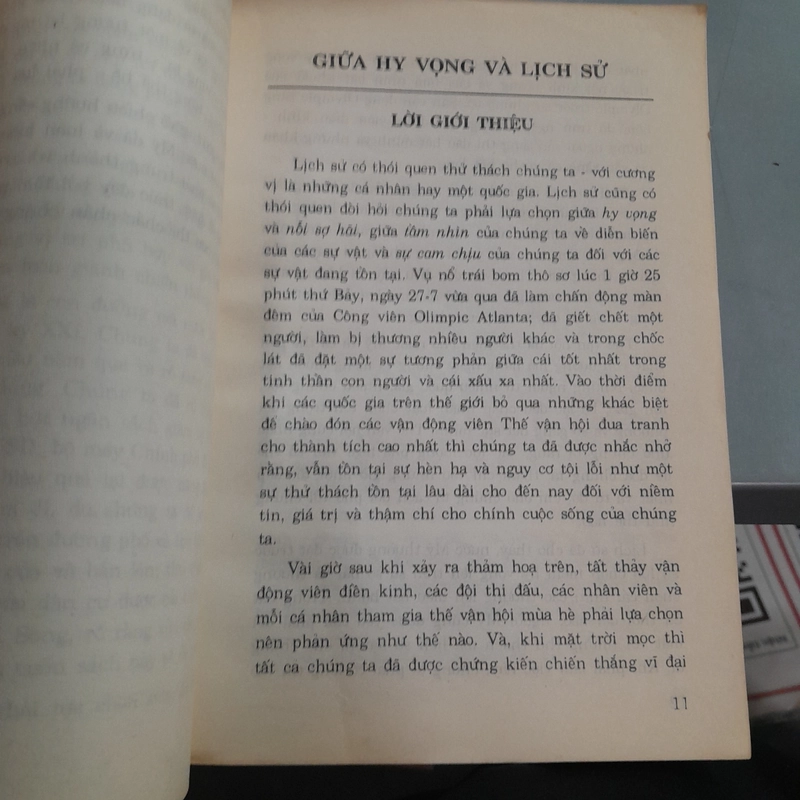 GIỮA HY VỌNG VÀ LỊCH SỬ
LỜI GIỚI THIỆU
Lịch sử có thói quen thử thách chúng ta - với cương
vị là những cá nhân hay một quốc gia. Lịch sử cũng có
thói quen đòi hỏi chúng ta phải lựa chọn giữa hy vọng
và nỗi sợ hãi, giữa tầm nhìn của chúng ta về diễn biến
của các sự vật và sự cam chịu của chúng ta đối với các
sự vật đang tồn tại. Vụ nổ trái bom thô sơ lúc 1 giờ 25
phút thứ Bảy, ngày 27-7 vừa qua đã làm chấn động màn
đêm của Công viên Olimpic Atlanta; đã giết chết một
người, làm bị thương nhiều người khác và trong chốc
lát đã đặt một sự tương phản giữa cái tốt nhất trong
tinh thần con người và cái xấu xa nhất. Vào thời điểm
khi các quốc gia trên thế giới bỏ qua những khác biệt
để chào đón các vận động viên Thế vận hội đua tranh
cho thành tích cao nhất thì chúng ta đã được nhắc nhở
rằng, vẫn tồn tại sự hèn hạ và nguy cơ tội lỗi như một
sự thử thách tồn tại lâu dài cho đến nay đối với niềm
tin, giá trị và thậm chí cho chính cuộc sống của chúng
ta.
Vài giờ sau khi xảy ra thảm hoạ trên, tất thảy vận
động viên điền kinh, các đội thi đấu, các nhân viên và
mỗi cá nhân tham gia thế vận hội mùa hè phải lựa chọn
nên phản ứng như thế nào. Và, khi mặt trời mọc thì
tất cả chúng ta đã được chứng kiến chiến thắng vĩ đại
11